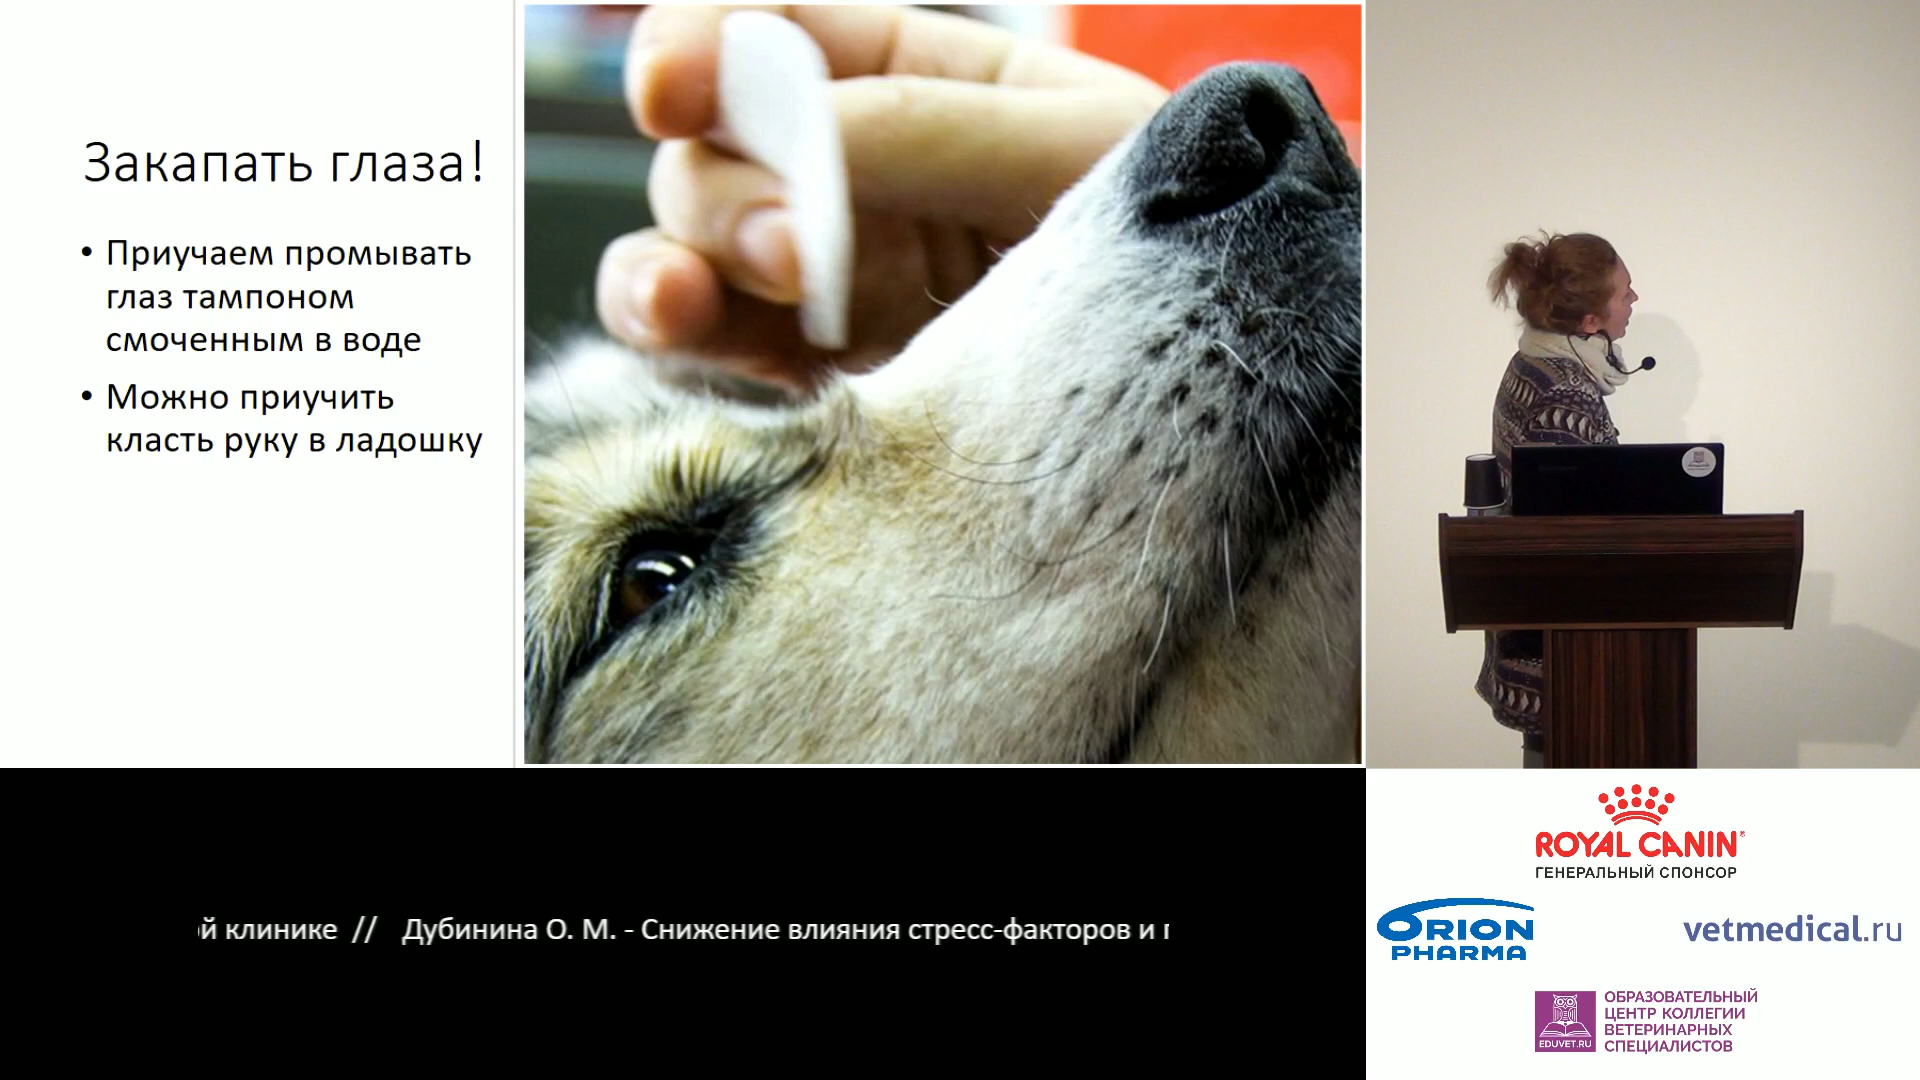 Закапать глаза!
• Приучаем промывать
глаз тампоном
смоченным в воде
• Можно приучить
класть руку в ладошку
й клинике // Дубинина О. М. - Снижение влияния стресс-факторов и
ROYAL CANIN
ГЕНЕРАЛЬНЫЙ СПОНСОР
ORION
PHARMA
vetmedical.ru
EDUVET.RU
ОБРАЗОВАТЕЛЬНЫЙ
ЦЕНТР КОЛЛЕГИИ
ВЕТЕРИНАРНЫХ
СПЕЦИАЛИСТОВ